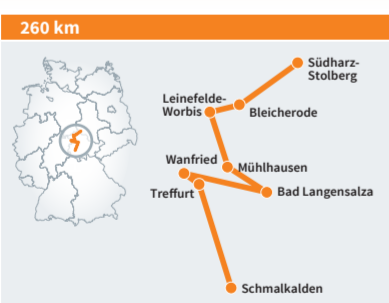 260 km
Südharz-
Stolberg
Leinefelde-
Worbis
Bleicherode
Wanfried
Mühlhausen
Treffurt
Bad Langensalza
Schmalkalden